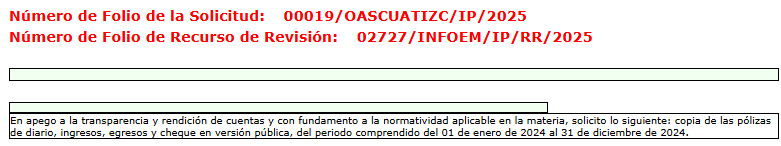 Número de Folio de la Solicitud: 00019/OASCUATIZC/IP/2025
Número de Folio de Recurso de Revisión: 02727/INFOEM/IP/RR/2025
En apego a la transparencia y rendición de cuentas y con fundamento a la normatividad aplicable en la materia, solicito lo siguiente: copia de las pólizas
de diario, ingresos, egresos y cheque en versión pública, del periodo comprendido del 01 de enero de 2024 al 31 de diciembre de 2024.